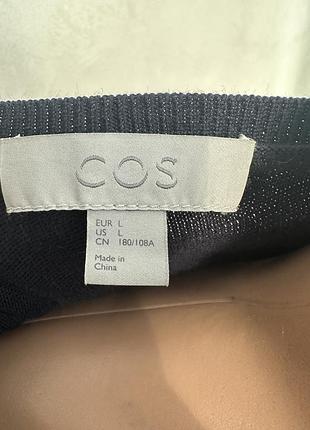 COS
EUR L
US L
CN 180/108A
Made in
China